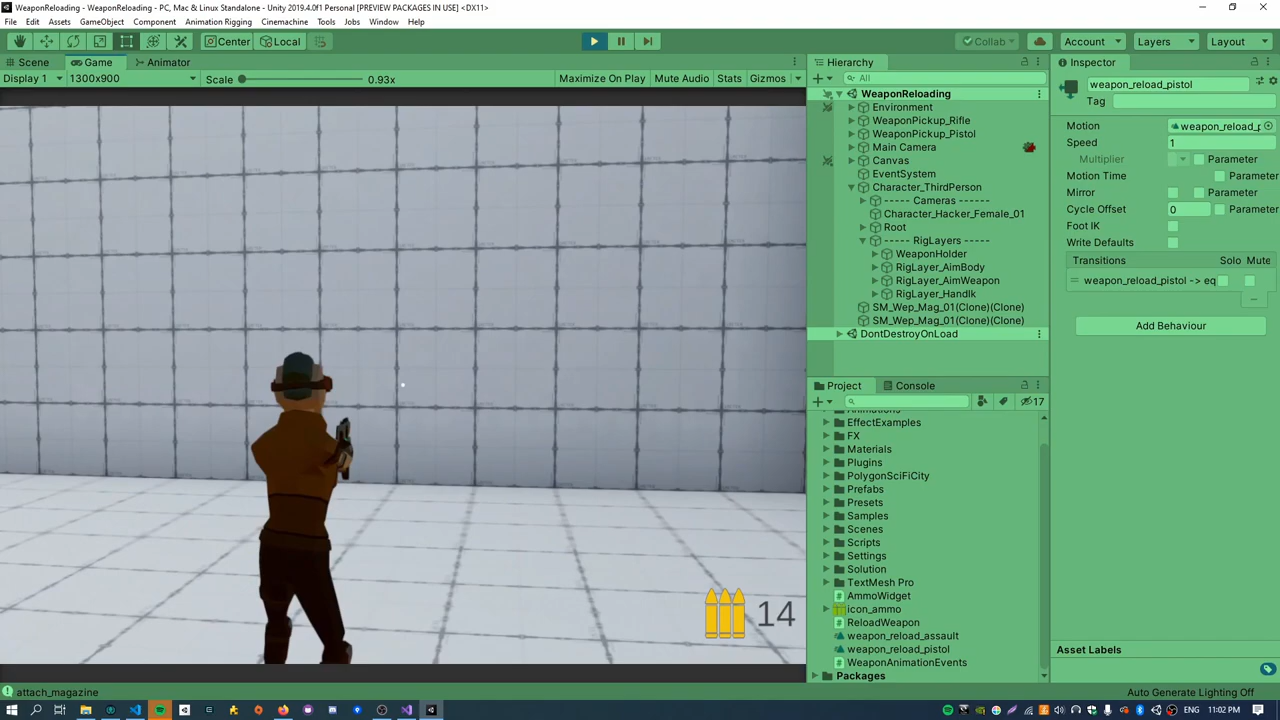 WeaponReloading - WeaponReloading - PC, Mac & Linux Standalone - Unity 2019.4.0f1 Personal [PREVIEW PACKAGES IN USE] <DX11>
File Edit Assets GameObject Component Animation Rigging Cinemachine Tools Jobs Window Help
Center Local Collab Account Layers Layout
Scene Game Animator
Display 1 1300x900 Scale 0.93x Maximize On Play Mute Audio Stats Gizmos
14
Hierarchy
All
WeaponReloading
Environment
WeaponPickup_Rifle
WeaponPickup_Pistol
Main Camera
Canvas
EventSystem
Character_ThirdPerson
----- Cameras ------
Character_Hacker_Female_01
Root
----- RigLayers -----
WeaponHolder
RigLayer_AimBody
RigLayer_AimWeapon
RigLayer_HandIk
SM_Wep_Mag_01(Clone)(Clone)
SM_Wep_Mag_01(Clone)(Clone)
DontDestroyOnLoad
Project Console
17
EffectExamples
FX
Materials
Plugins
PolygonSciFiCity
Prefabs
Presets
Samples
Scenes
Scripts
Settings
Solution
TextMesh Pro
AmmoWidget
icon_ammo
ReloadWeapon
weapon_reload_assault
weapon_reload_pistol
WeaponAnimationEvents
Packages
Inspector
weapon_reload_pistol
Tag
Motion weapon_reload_p
Speed 1
Multiplier Parameter
Motion Time Parameter
Mirror Parameter
Cycle Offset 0 Parameter
Foot IK
Write Defaults
Transitions Solo Mute
weapon_reload_pistol -> eq
Add Behaviour
Asset Labels
attach_magazine
Auto Generate Lighting Off
ENG 11:02 PM